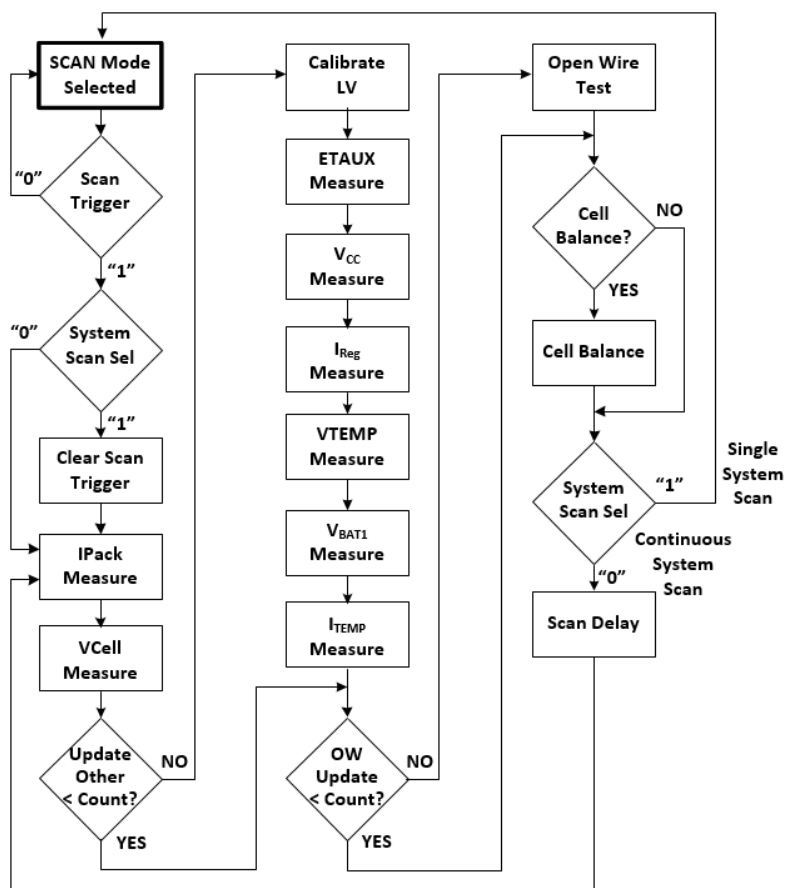 SCAN Mode
Selected
“0”
Scan
Trigger
“1”
“0”
System
Scan Sel
“1”
Clear Scan
Trigger
IPack
Measure
VCell
Measure
Update
Other
< Count?
NO
YES
Calibrate
LV
ETAUX
Measure
VCC
Measure
IReg
Measure
VTEMP
Measure
VBAT1
Measure
ITEMP
Measure
OW
Update
< Count?
NO
YES
Open Wire
Test
Cell
Balance?
NO
YES
Cell Balance
System
Scan Sel
“1”
Single
System
Scan
“0”
Continuous
System
Scan
Scan Delay